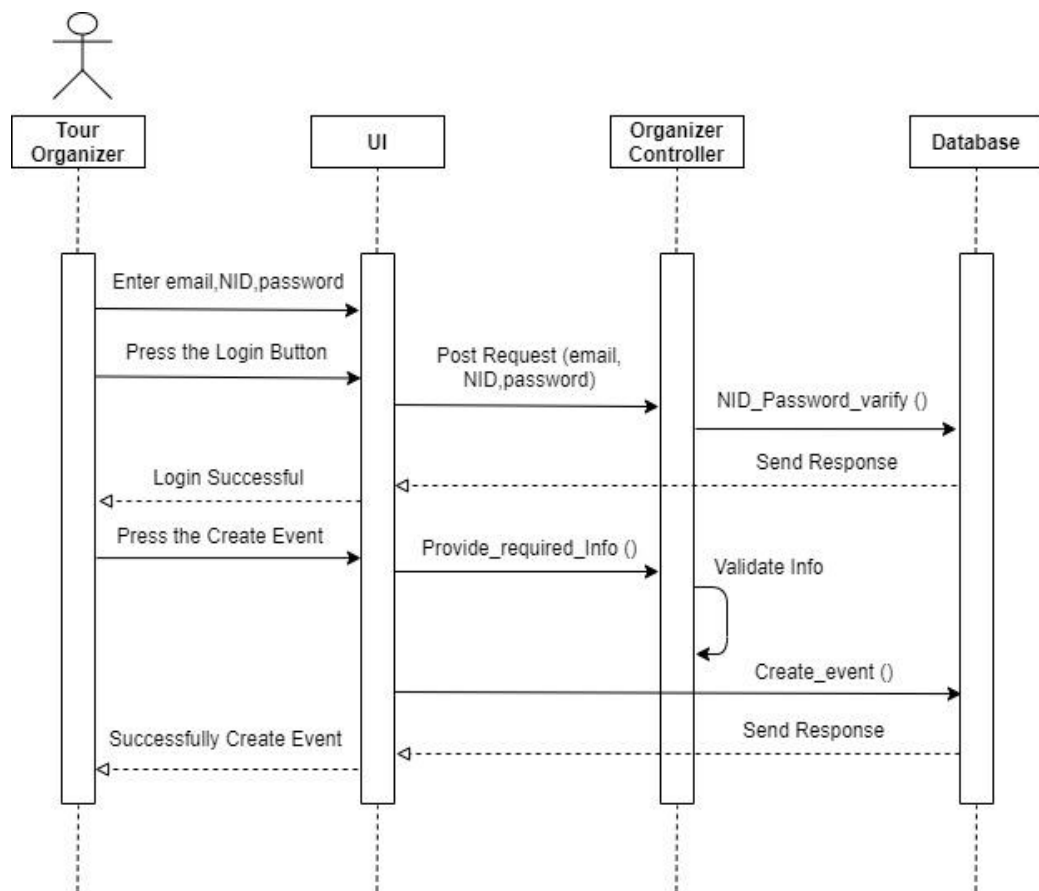 Tour
Organizer
UI
Organizer
Controller
Database
Enter email,NID,password
Press the Login Button
Post Request (email,
NID,password)
NID_Password_varify ()
Send Response
Login Successful
Press the Create Event
Provide_required_Info ()
Validate Info
Create_event ()
Send Response
Successfully Create Event